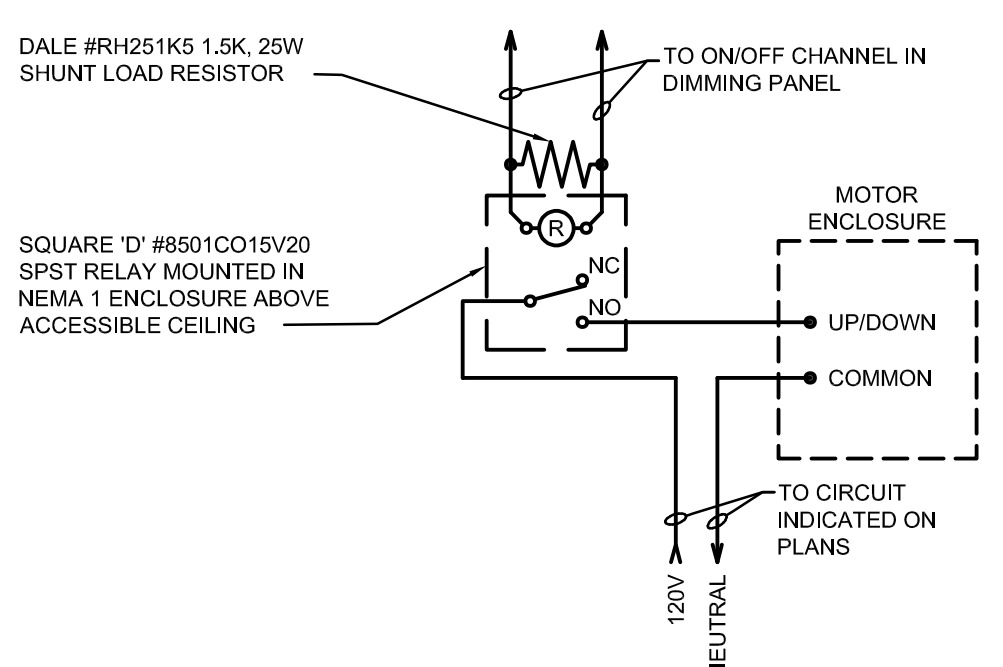 DALE #RH251K5 1.5K, 25W
SHUNT LOAD RESISTOR
TO ON/OFF CHANNEL IN
DIMMING PANEL
MOTOR
ENCLOSURE
SQUARE 'D' #8501CO15V20
SPST RELAY MOUNTED IN
NEMA 1 ENCLOSURE ABOVE
ACCESSIBLE CEILING
R
NC
NO
UP/DOWN
COMMON
TO CIRCUIT
INDICATED ON
PLANS
120V
NEUTRAL